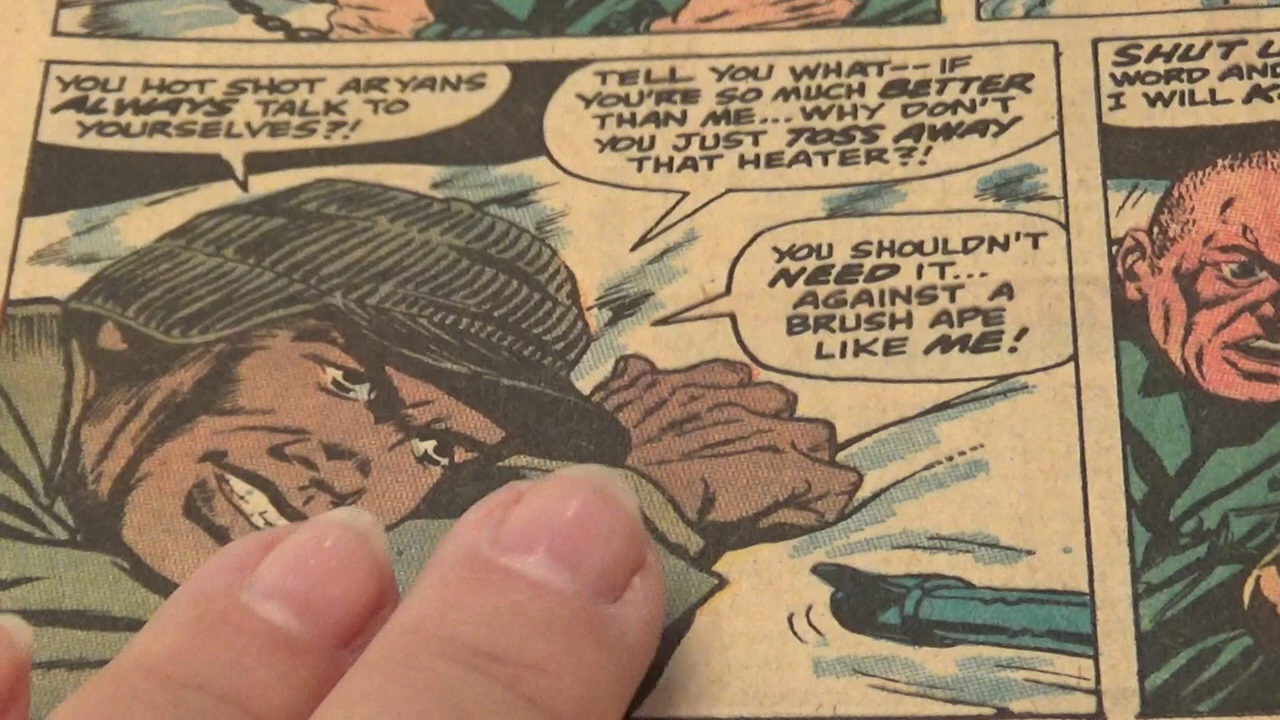 YOU HOT SHOT ARYANS
ALWAYS TALK TO
YOURSELVES?!
TELL YOU WHAT-- IF
YOU'RE SO MUCH BETTER
THAN ME... WHY DON'T
YOU JUST TOSS AWAY
THAT HEATER?!
YOU SHOULDN'T
NEED IT...
AGAINST A
BRUSH APE
LIKE ME!
SHUT
WORD AND
I WILL